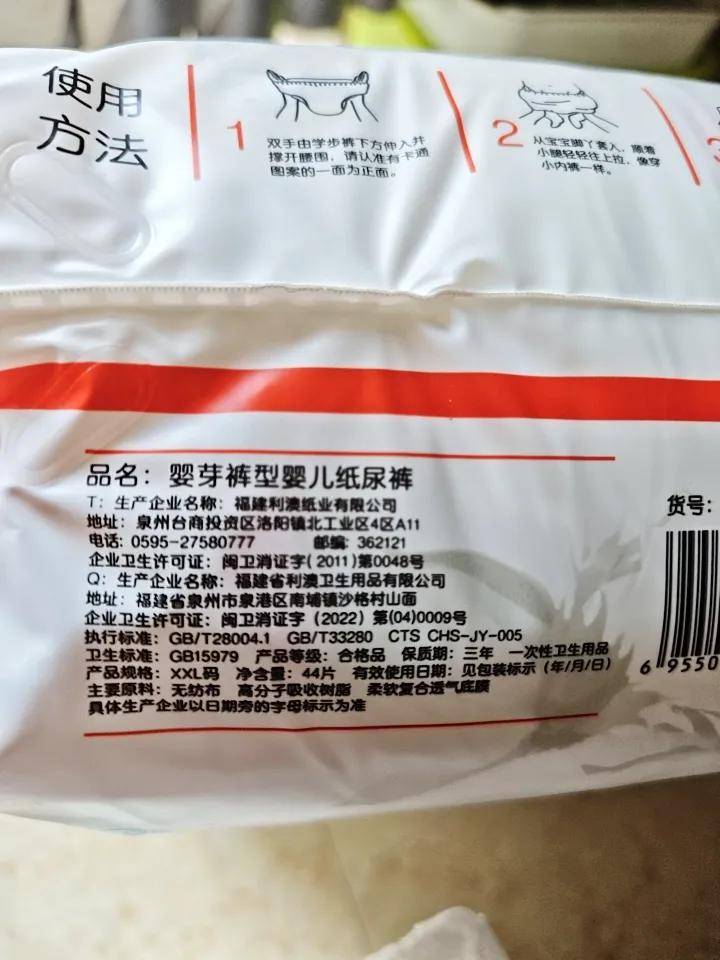 使用
方法
1
双手由学步裤下方伸入并
撑开腰围，请认准有卡通
图案的一面为正面。
2
从宝宝脚丫套入，顺着
小腿轻轻往上拉，像穿
小内裤一样。
3
品名：婴芽裤型婴儿纸尿裤
T：生产企业名称：福建利澳纸业有限公司
地址：泉州台商投资区洛阳镇北工业区4区A11
电话: 0595-27580777 邮编: 362121
企业卫生许可证：闽卫消证字( 2011)第0048号
Q：生产企业名称：福建省利澳卫生用品有限公司
地址：福建省泉州市泉港区南埔镇沙格村山面
企业卫生许可证：闽卫消证字（2022）第(04)0009号
执行标准：GB/T28004.1 GB/T33280 CTS CHS-JY-005
卫生标准：GB15979 产品等级：合格品 保质期：三年 一次性卫生用品
产品规格：XXL码 净含量：44片 有效使用日期：见包装标示（年/月/日）
主要原料：无纺布 高分子吸收树脂 柔软复合透气底膜
具体生产企业以日期旁的字母标示为准
货号：
6 95550